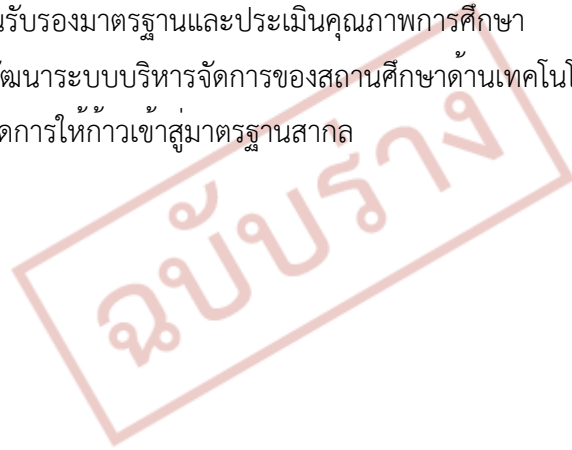 นรับรองมาตรฐานและประเมินคุณภาพการศึกษา
ัฒนาระบบบริหารจัดการของสถานศึกษาด้านเทคโนโ
ดการให้ก้าวเข้าสู่มาตรฐานสากล
ฉบับร่าง